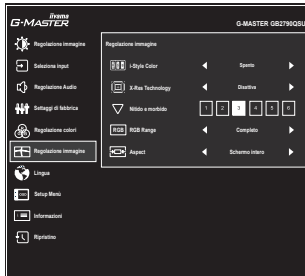 iiyama
G-MASTER
G-MASTER GB2790QSU
Regolazione immagine
Selezione input
Regolazione Audio
Settaggi di fabbrica
Regolazione colori
Regolazione immagine
Lingua
OSD Setup Menù
Informazioni
Ripristino
Regolazione immagine
i-Style Color Spento
X-Res Technology Disattiva
Nitido e morbido 1 2 3 4 5 6
RGB RGB Range Completo
Aspect Schermo intero